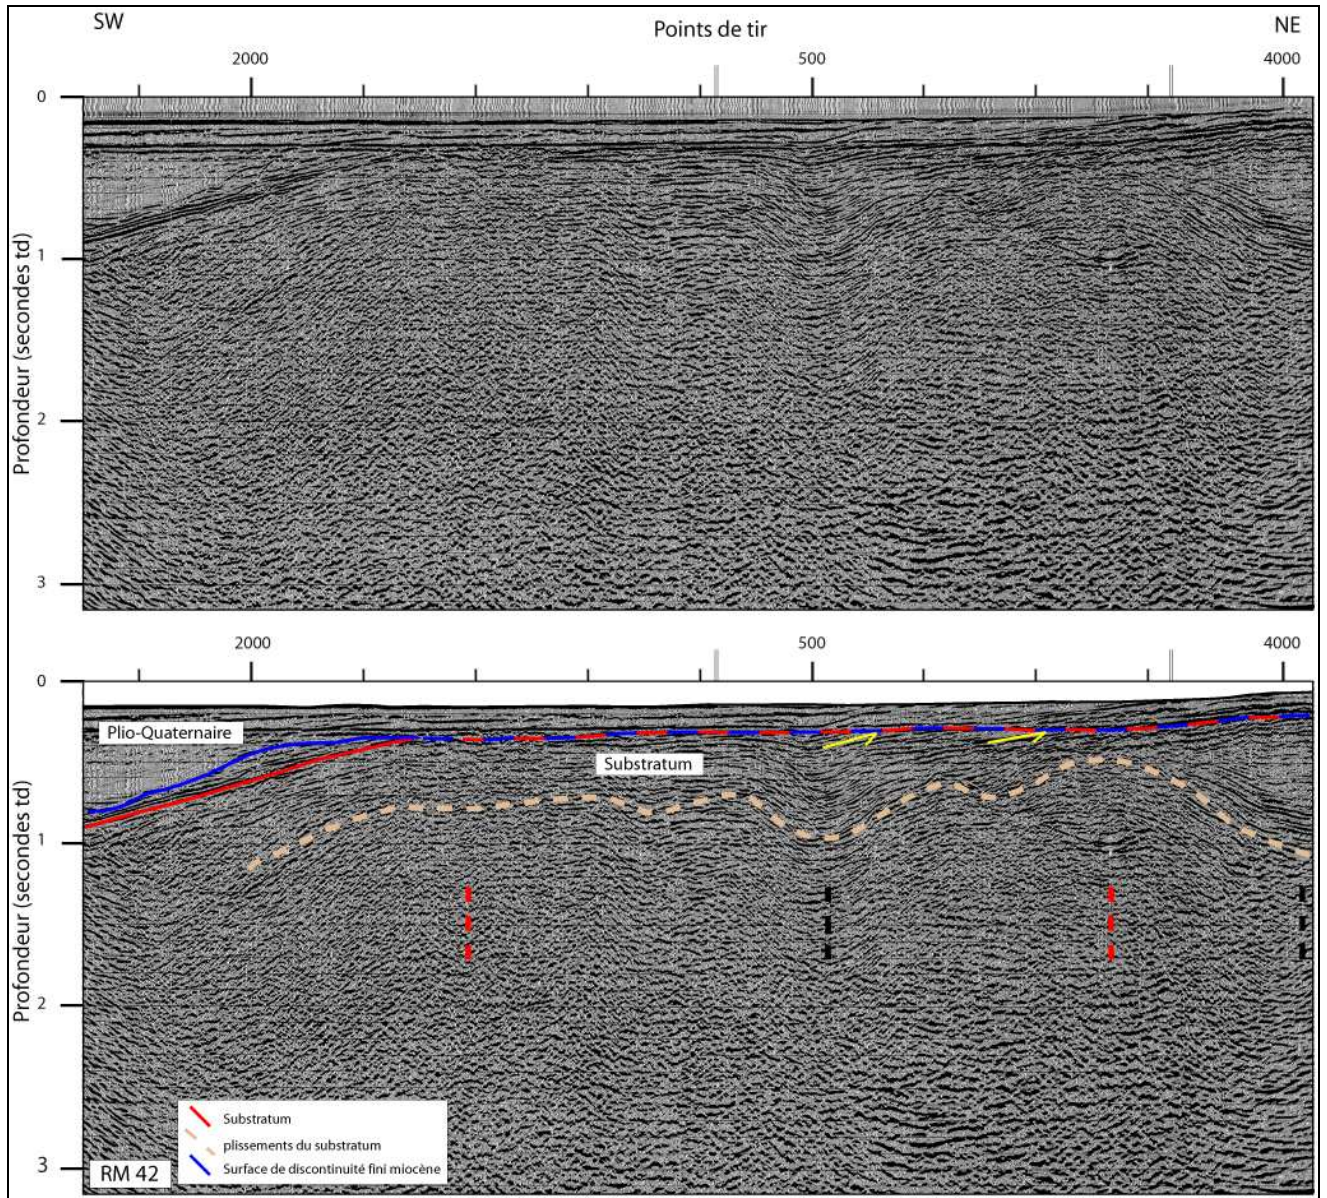 SW
Points de tir
NE
2000
500
4000
0
1
2
3
Profondeur (secondes td)
2000
500
4000
0
Plio-Quaternaire
Substratum
1
2
3
Profondeur (secondes td)
Substratum
plissements du substratum
Surface de discontinuité fini miocène
RM 42